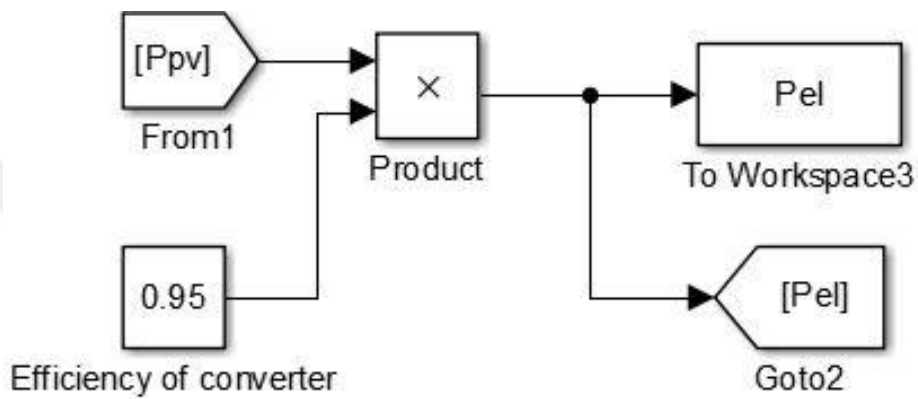 [Ppv]
From1
×
Product
Pel
To Workspace3
0.95
Efficiency of converter
[Pel]
Goto2